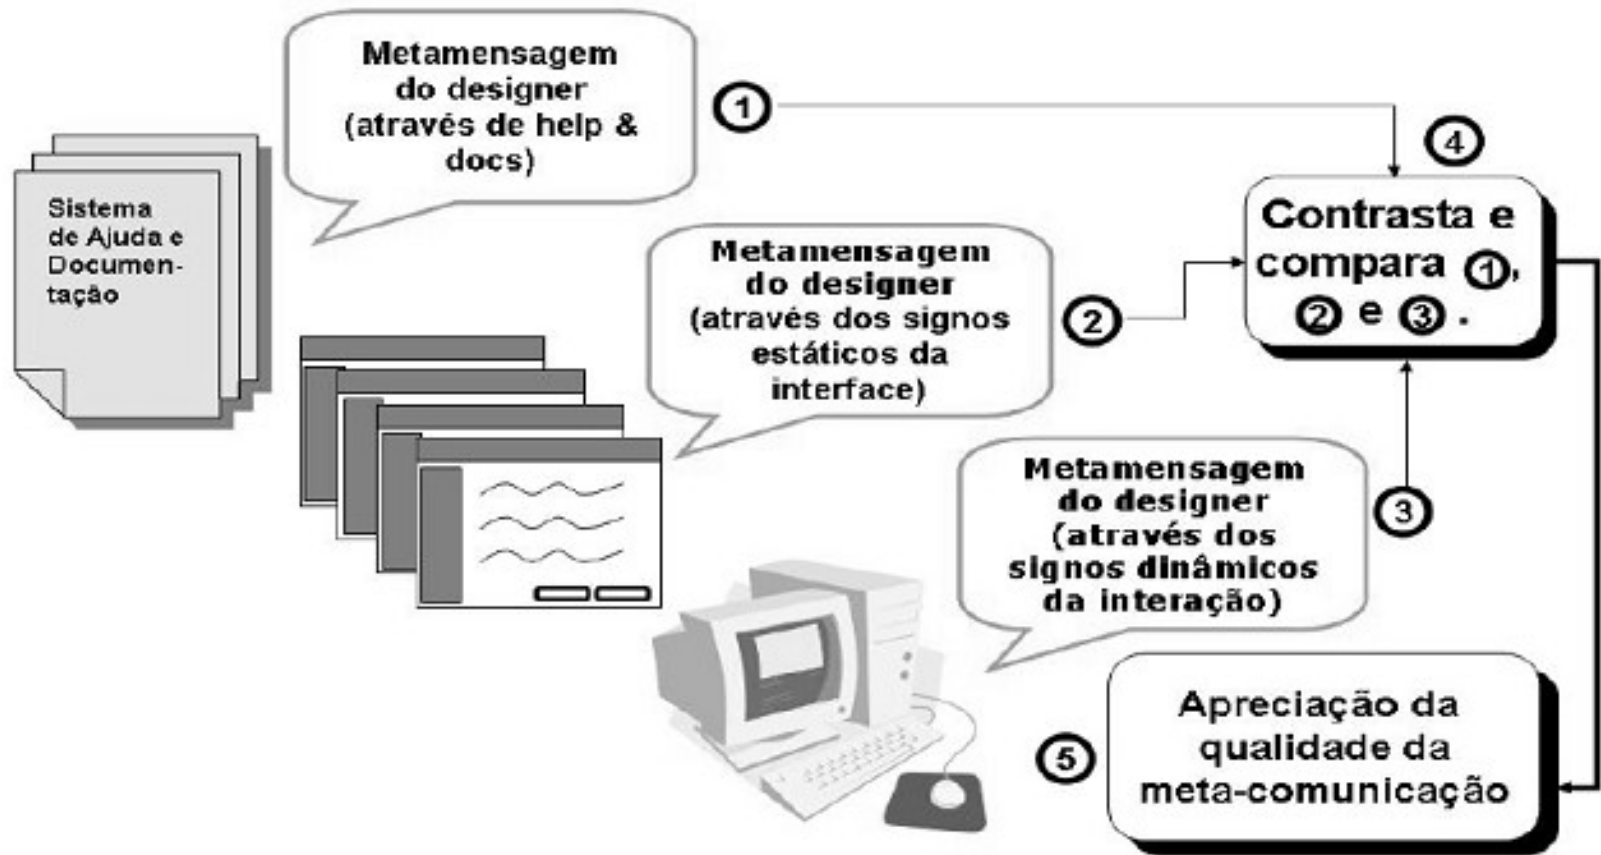 Metamensagem
do designer
(através de help &
docs)
1
4
Sistema
de Ajuda e
Documen-
tação
Contrasta e
compara 1,
2 e 3.
Metamensagem
do designer
(através dos signos
estáticos da
interface)
2
Metamensagem
do designer
(através dos
signos dinâmicos
da interação)
3
5
Apreciação da
qualidade da
meta-comunicação